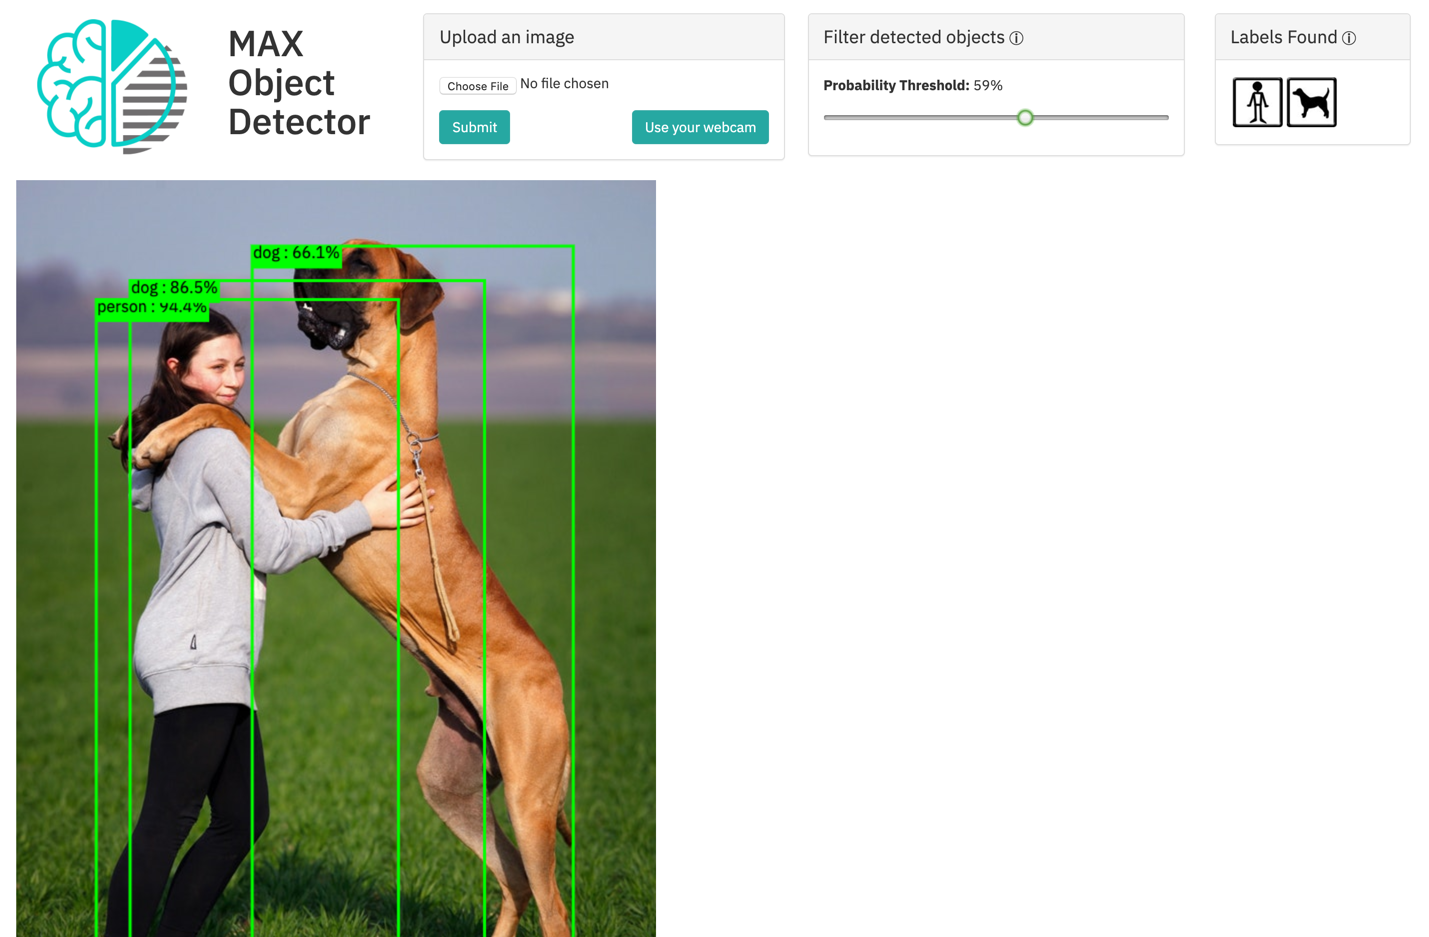 MAX
Object
Detector
Upload an image
Choose File No file chosen
Submit
Use your webcam
Filter detected objects
Probability Threshold: 59%
Labels Found
dog : 66.1%
dog : 86.5%
person : 94.4%